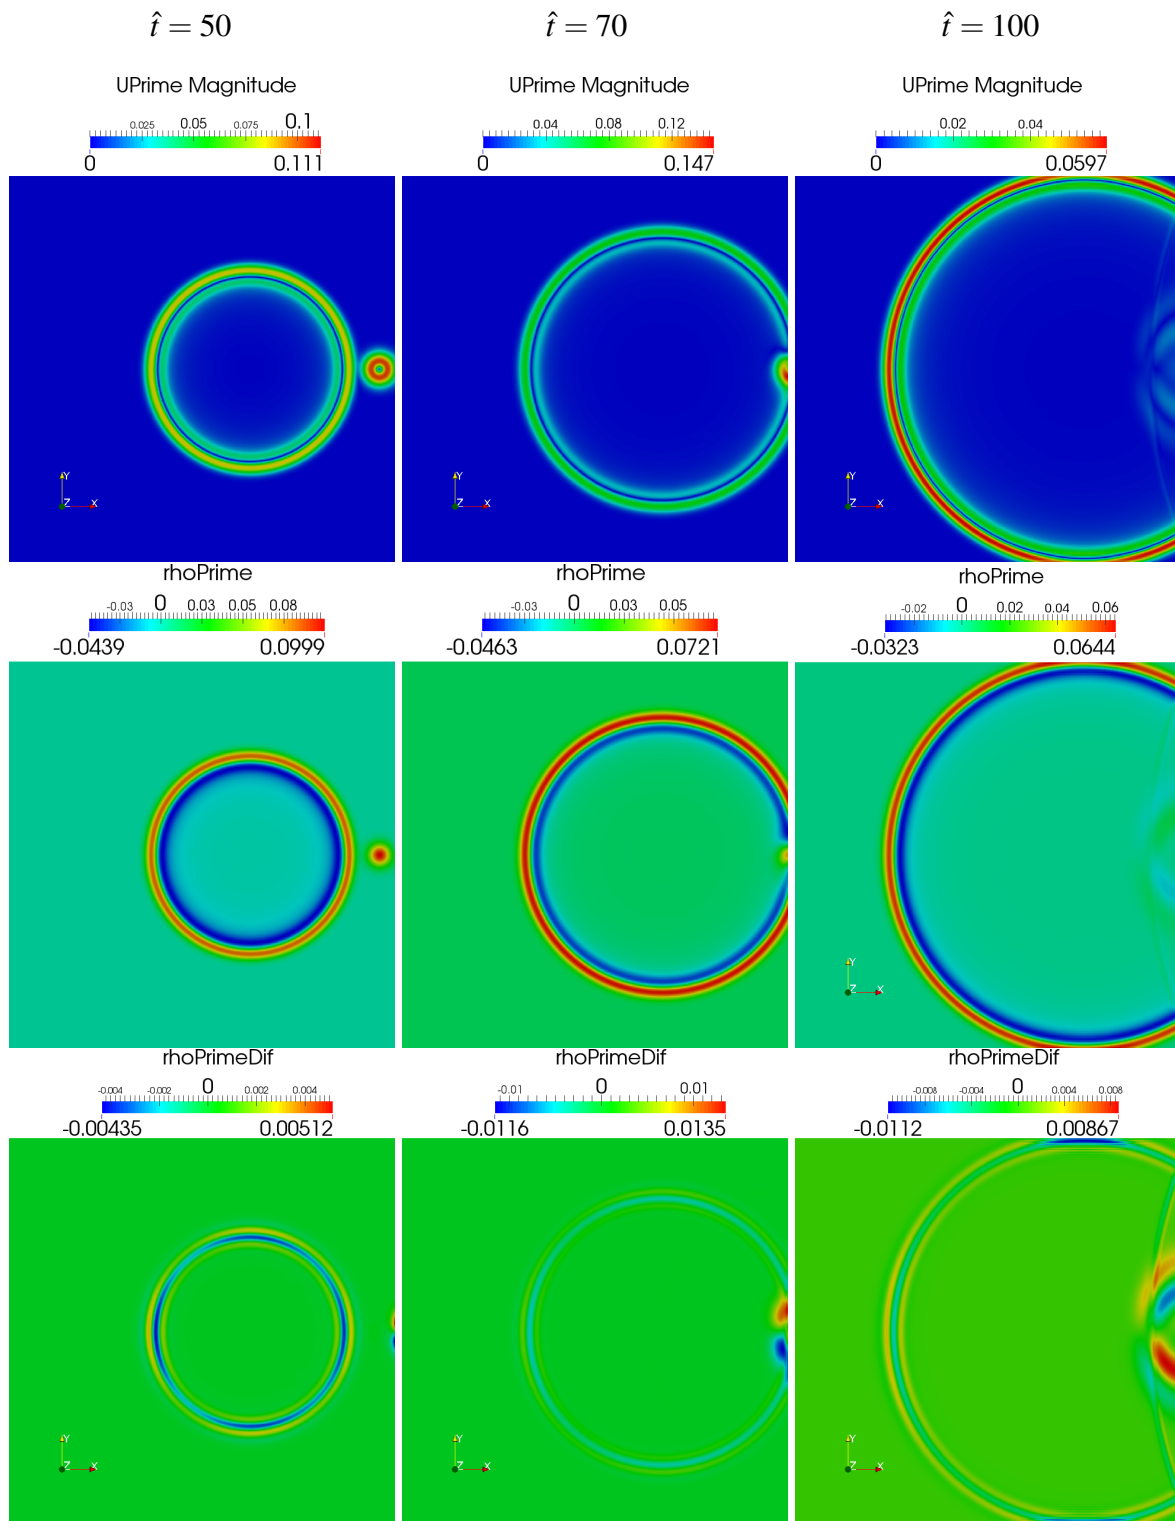 t̂ = 50 t̂ = 70 t̂ = 100
UPrime Magnitude UPrime Magnitude UPrime Magnitude
0.025 0.05 0.075 0.1 0.04 0.08 0.12 0.02 0.04
0 0.111 0 0.147 0 0.0597
Y Y Y
Z X Z X Z X
rhoPrime rhoPrime rhoPrime
-0.03 0 0.03 0.05 0.08 -0.03 0 0.03 0.05 -0.02 0 0.02 0.04 0.06
-0.0439 0.0999 -0.0463 0.0721 -0.0323 0.0644
Y
Z X
rhoPrimeDif rhoPrimeDif rhoPrimeDif
-0.004 -0.002 0 0.002 0.004 -0.01 0 0.01 -0.008 -0.004 0 0.004 0.008
-0.00435 0.00512 -0.0116 0.0135 -0.0112 0.00867
Y Y Y
Z X Z X Z X